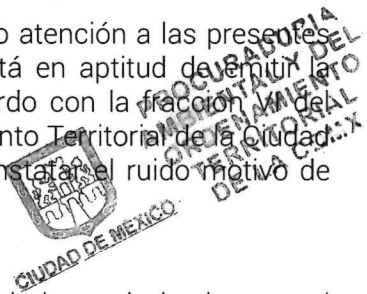 o atención a las presentes
tá en aptitud de emitir la
rdo con la fracción VI del
nto Territorial de la Ciudad
nstatar el ruido motivo de
PROCURADURIA
AMBIENTAL Y DEL
ORDENAMIENTO
TERRITORIAL
DE LA CDMX
CIUDAD DE MÉXICO